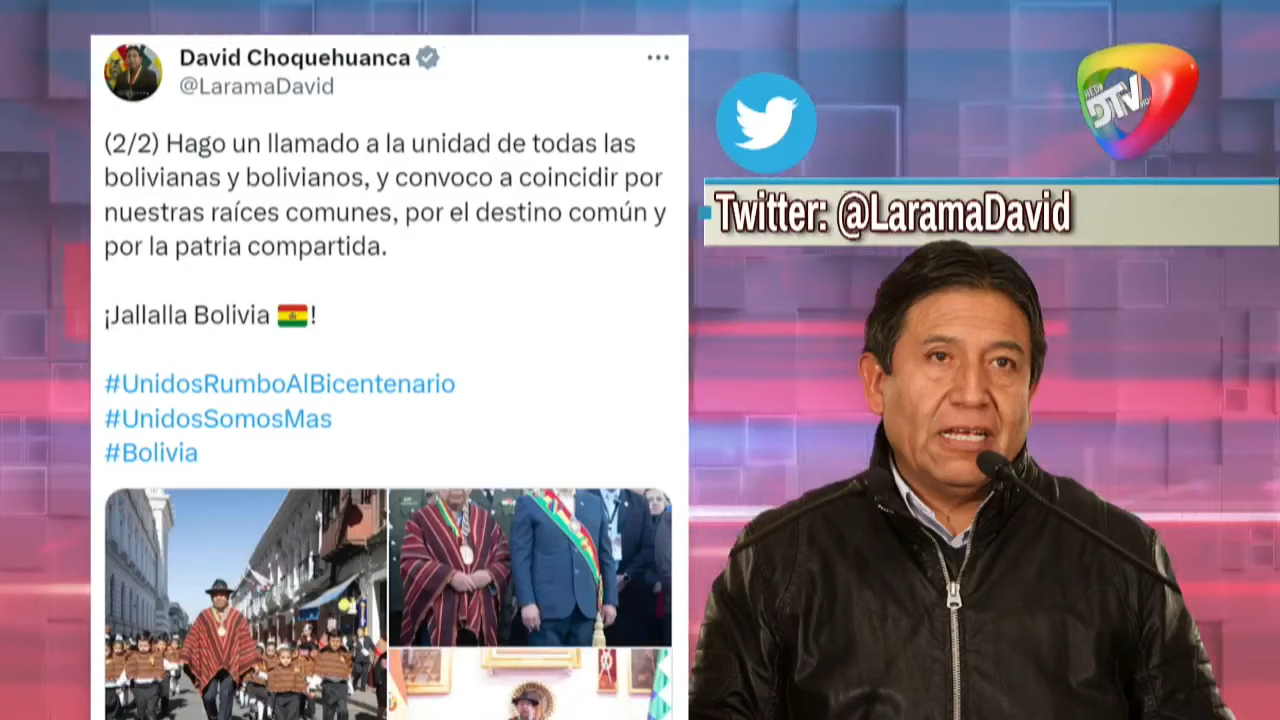 David Choquehuanca
@LaramaDavid
(2/2) Hago un llamado a la unidad de todas las
bolivianas y bolivianos, y convoco a coincidir por
nuestras raíces comunes, por el destino común y
por la patria compartida.
¡Jallalla Bolivia 🇧🇴!
#UnidosRumboAlBicentenario
#UnidosSomosMas
#Bolivia
DTV
Twitter: @LaramaDavid